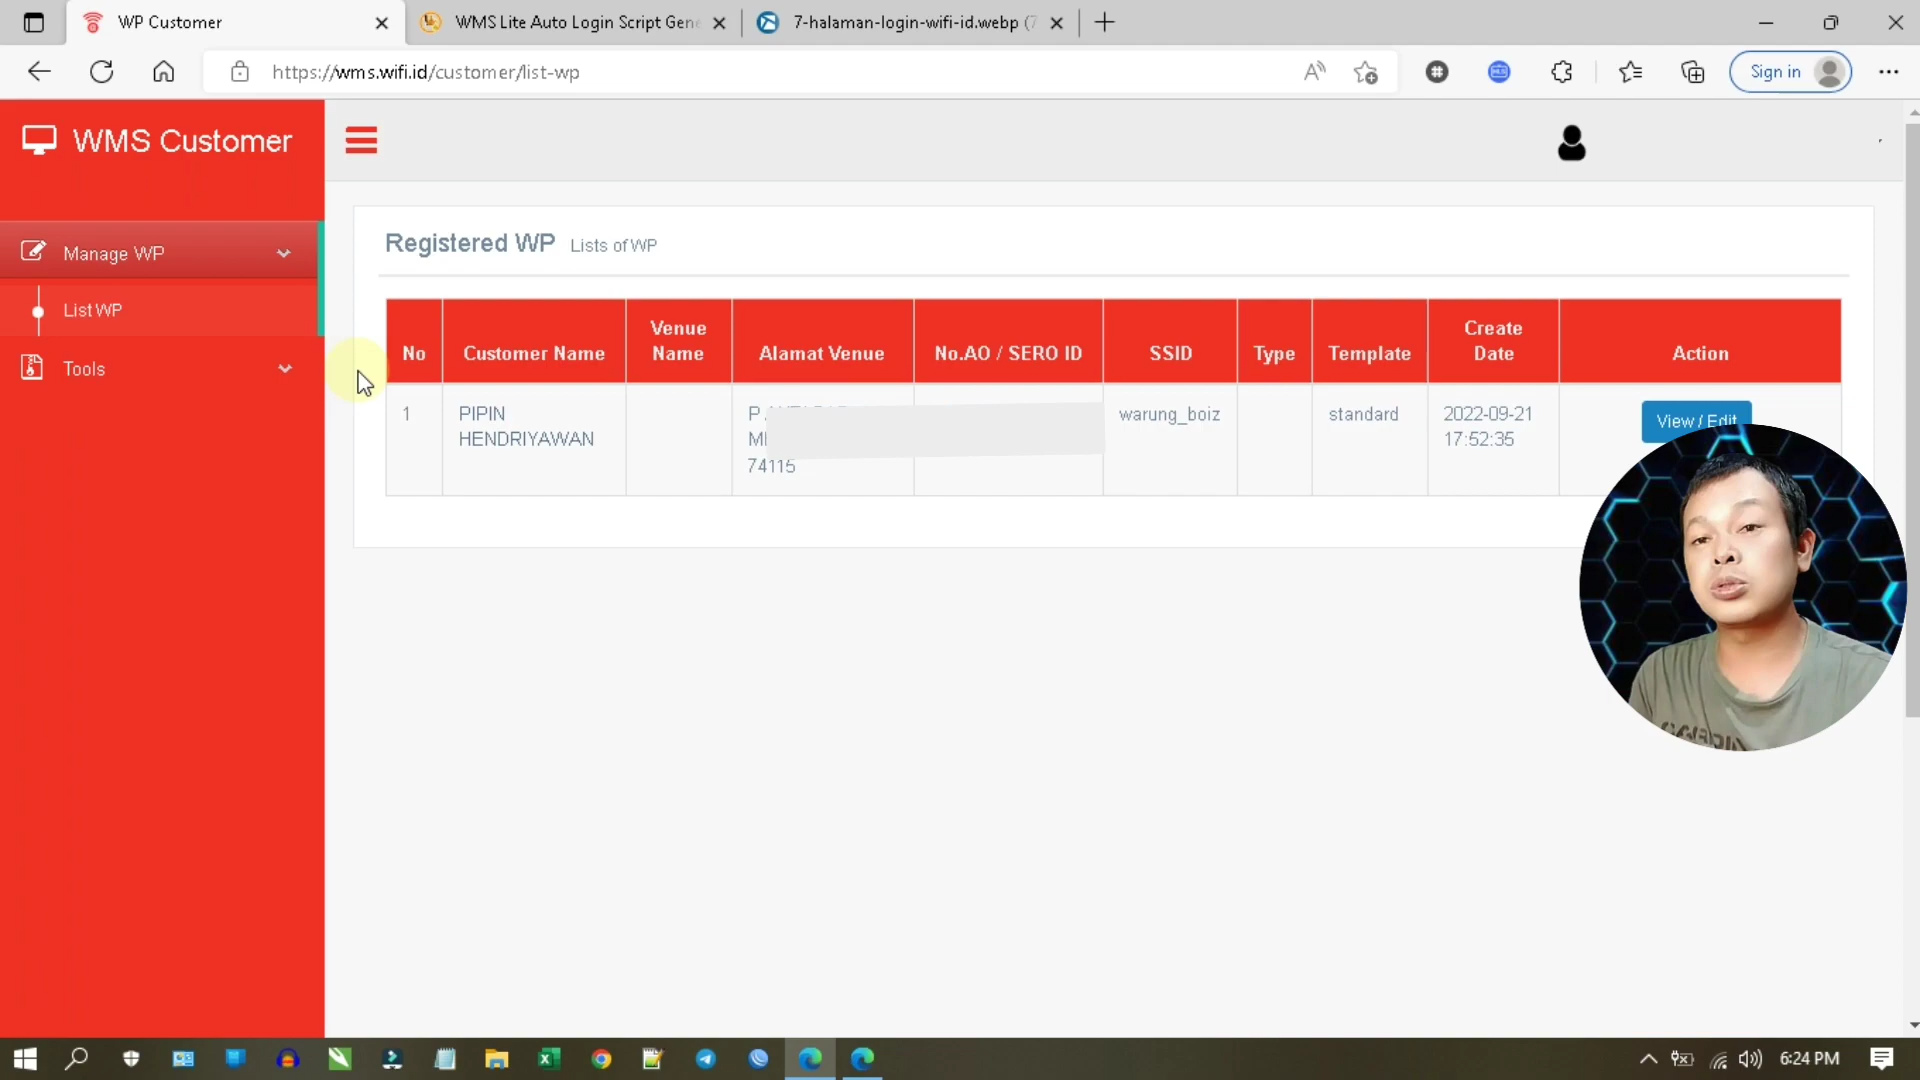 WP Customer
WMS Lite Auto Login Script Gen
7-halaman-login-wifi-id.webp (7
https://wms.wifi.id/customer/list-wp
Sign in
WMS Customer
Manage WP
List WP
Tools
Registered WP Lists of WP
No Customer Name Venue Name Alamat Venue No.AO / SERO ID SSID Type Template Create Date Action
1 PIPIN HENDRIYAWAN 74115 warung_boiz standard 2022-09-21 17:52:35 View / Edit
6:24 PM